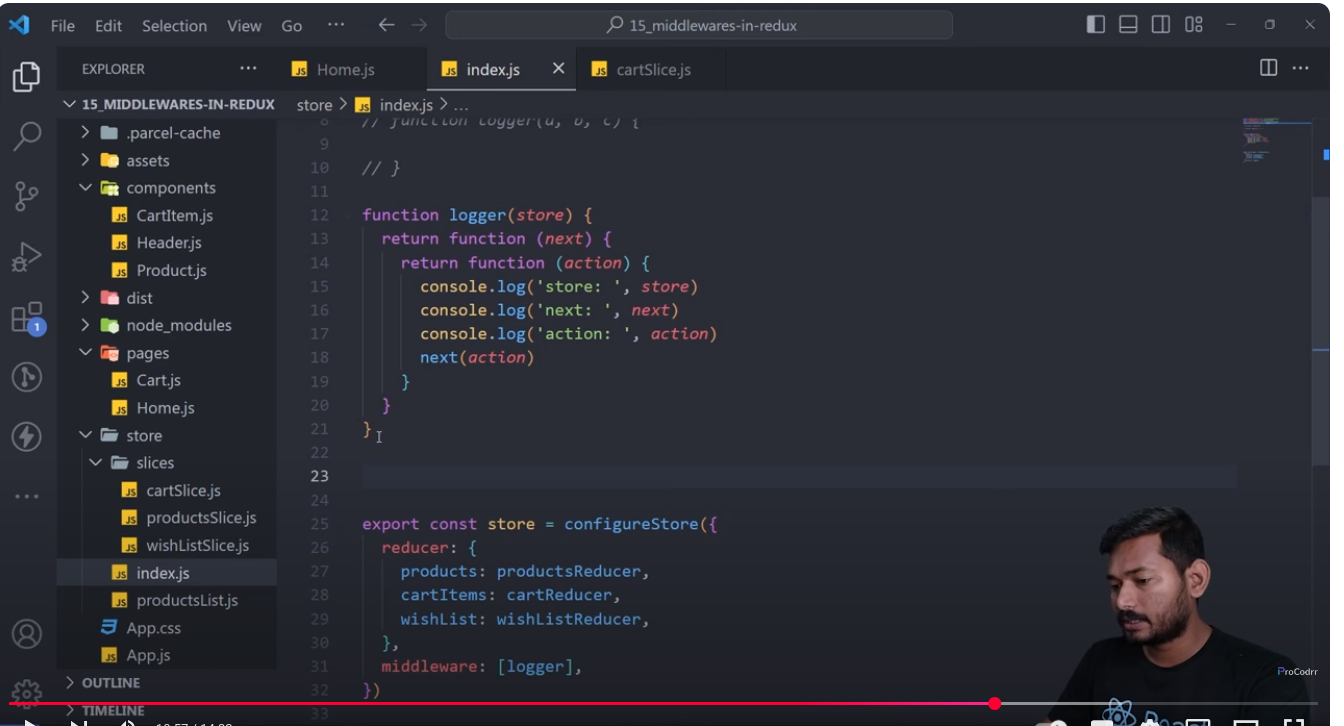 File Edit Selection View Go ··· 15_middlewares-in-redux
EXPLORER ··· Home.js index.js cartSlice.js
15_MIDDLEWARES-IN-REDUX
store > index.js > ...
.parcel-cache
assets
components
CartItem.js
Header.js
Product.js
dist
node_modules
pages
Cart.js
Home.js
store
slices
cartSlice.js
productsSlice.js
wishListSlice.js
index.js
productsList.js
App.css
App.js
OUTLINE
TIMELINE
1
8 // function logger(a, b, c) {
9
10 // }
11
12 function logger(store) {
13 return function (next) {
14 return function (action) {
15 console.log('store: ', store)
16 console.log('next: ', next)
17 console.log('action: ', action)
18 next(action)
19 }
20 }
21 }
22
23
24
25 export const store = configureStore({
26 reducer: {
27 products: productsReducer,
28 cartItems: cartReducer,
29 wishList: wishListReducer,
30 },
31 middleware: [logger],
32 })
33
ProCodrr